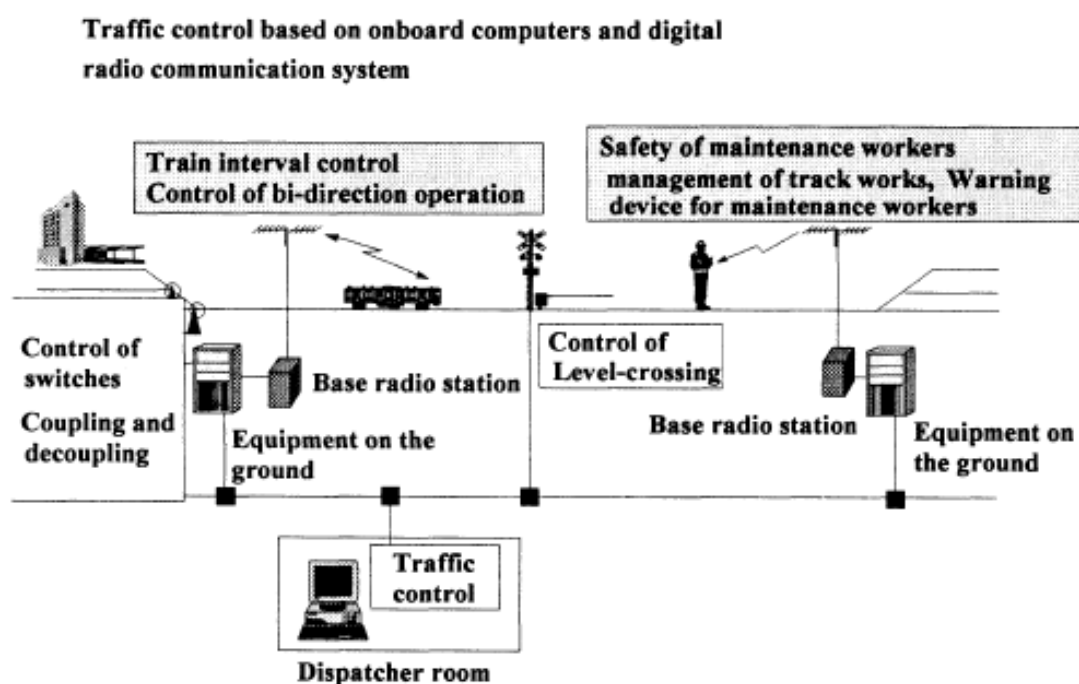 Traffic control based on onboard computers and digital
radio communication system
Train interval control
Control of bi-direction operation
Safety of maintenance workers
management of track works, Warning
device for maintenance workers
Control of
switches
Coupling and
decoupling
Base radio station
Equipment on the
ground
Control of
Level-crossing
Base radio station
Equipment on
the ground
Traffic
control
Dispatcher room